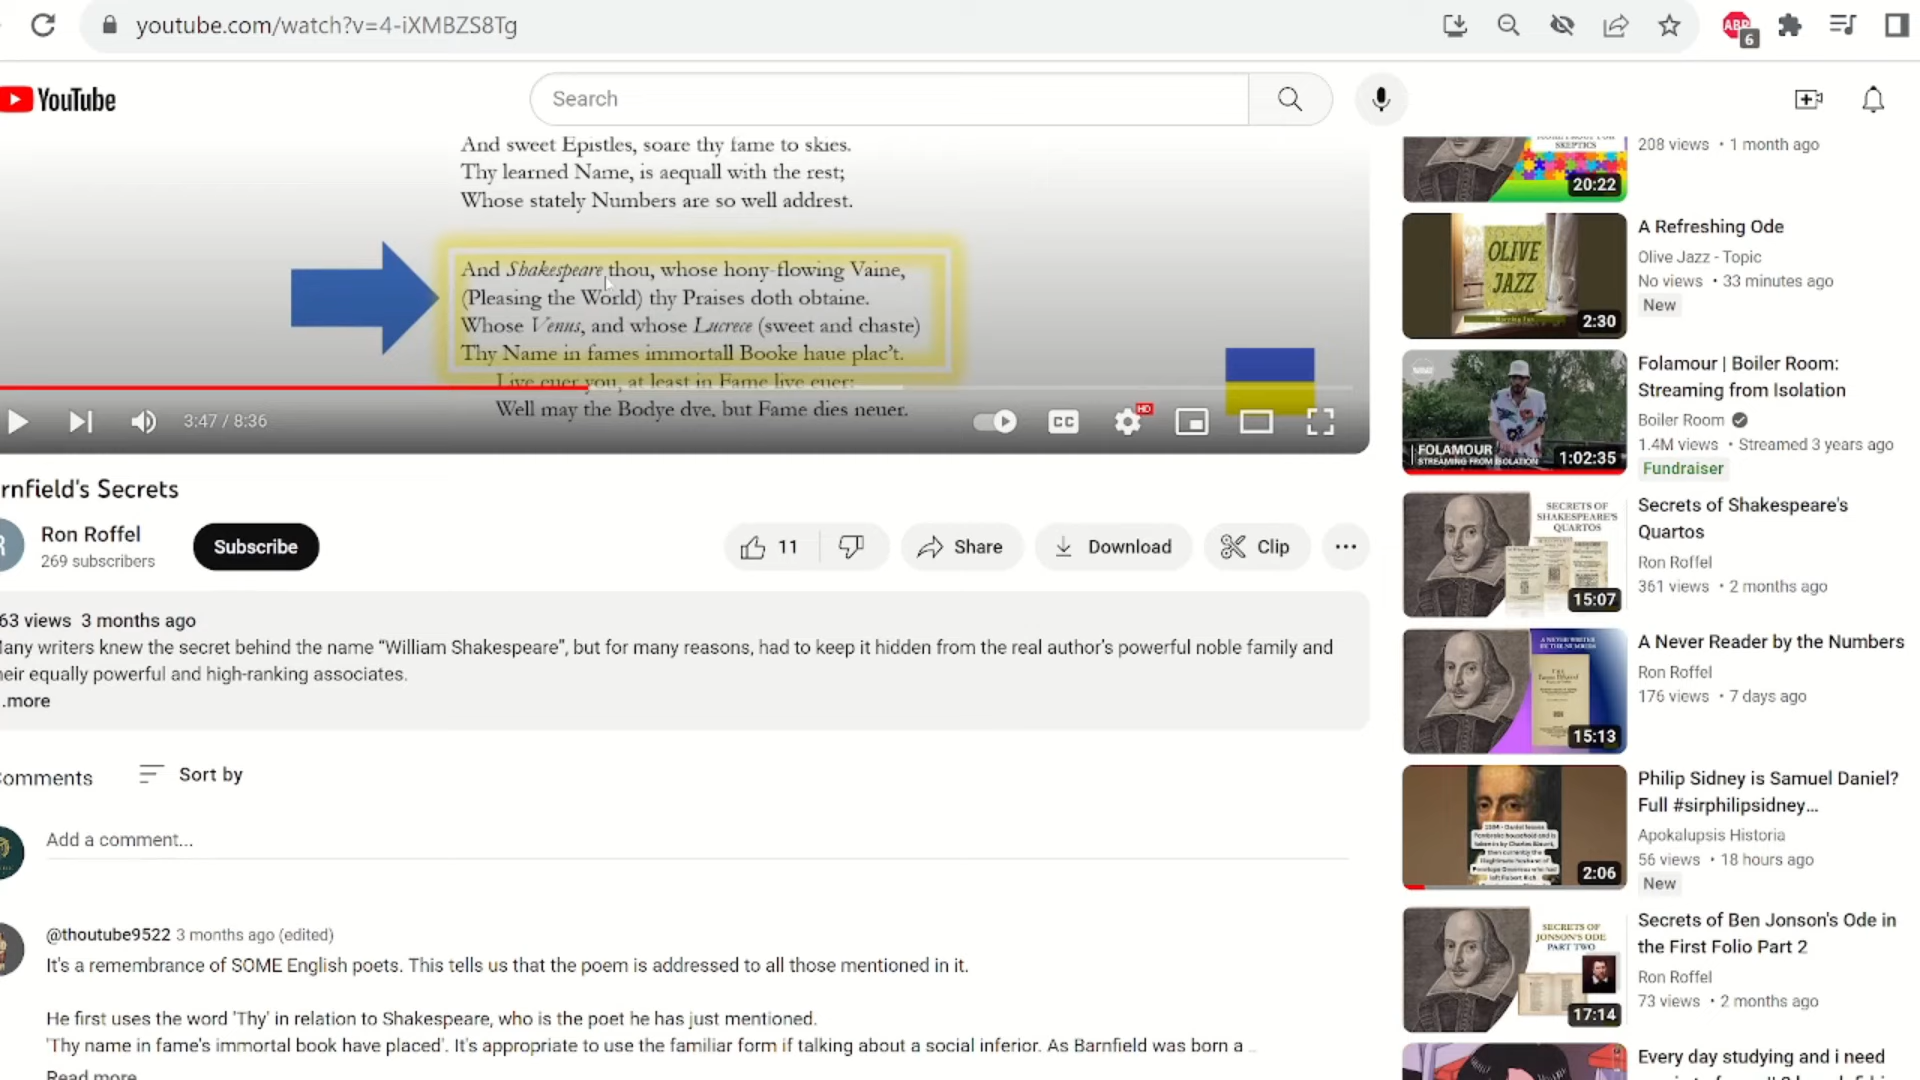 youtube.com/watch?v=4-iXMBZS8Tg
ABP
6
YouTube
Search
And sweet Epistles, soare thy fame to skies.
Thy learned Name, is aequall with the rest;
Whose stately Numbers are so well addrest.
And Shakespeare thou, whose hony-flowing Vaine,
(Pleasing the World) thy Praises doth obtaine.
Whose Venus, and whose Lucrece (sweet and chaste)
Thy Name in fames immortall Booke haue plac't.
Live euer you, at least in Fame live euer:
Well may the Bodye dye, but Fame dies neuer.
3:47 / 8:36
CC
HD
rnfield's Secrets
Ron Roffel
269 subscribers
Subscribe
11
Share
Download
Clip
63 views 3 months ago
any writers knew the secret behind the name “William Shakespeare”, but for many reasons, had to keep it hidden from the real author's powerful noble family and
eir equally powerful and high-ranking associates.
.more
omments
Sort by
Add a comment...
@thoutube9522 3 months ago (edited)
It's a remembrance of SOME English poets. This tells us that the poem is addressed to all those mentioned in it.
He first uses the word 'Thy' in relation to Shakespeare, who is the poet he has just mentioned.
'Thy name in fame's immortal book have placed'. It's appropriate to use the familiar form if talking about a social inferior. As Barnfield was born a ...
Read more
SKEPTICS
20:22
208 views • 1 month ago
OLIVE
JAZZ
2:30
A Refreshing Ode
Olive Jazz - Topic
No views • 33 minutes ago
New
FOLAMOUR
STREAMING FROM ISOLATION
1:02:35
Folamour | Boiler Room:
Streaming from Isolation
Boiler Room
1.4M views • Streamed 3 years ago
Fundraiser
SECRETS OF
SHAKESPEARE'S
QUARTOS
15:07
Secrets of Shakespeare's
Quartos
Ron Roffel
361 views • 2 months ago
A NEVER READER
BY THE NUMBERS
15:13
A Never Reader by the Numbers
Ron Roffel
176 views • 7 days ago
2:06
Philip Sidney is Samuel Daniel?
Full #sirphilipsidney...
Apokalupsis Historia
56 views • 18 hours ago
New
SECRETS OF
JONSON'S ODE
PART TWO
17:14
Secrets of Ben Jonson's Ode in
the First Folio Part 2
Ron Roffel
73 views • 2 months ago
Every day studying and i need